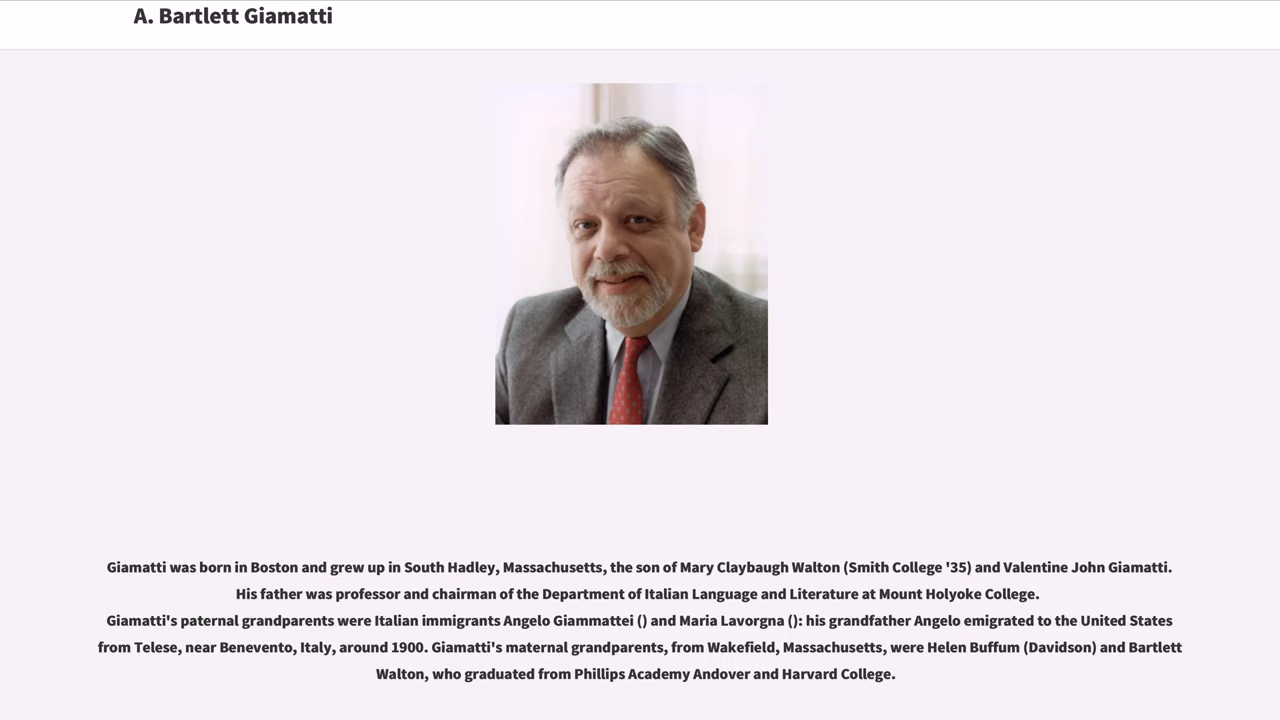 A. Bartlett Giamatti
Giamatti was born in Boston and grew up in South Hadley, Massachusetts, the son of Mary Claybaugh Walton (Smith College '35) and Valentine John Giamatti.
His father was professor and chairman of the Department of Italian Language and Literature at Mount Holyoke College.
Giamatti's paternal grandparents were Italian immigrants Angelo Giammattei () and Maria Lavorgna (): his grandfather Angelo emigrated to the United States
from Telese, near Benevento, Italy, around 1900. Giamatti's maternal grandparents, from Wakefield, Massachusetts, were Helen Buffum (Davidson) and Bartlett
Walton, who graduated from Phillips Academy Andover and Harvard College.